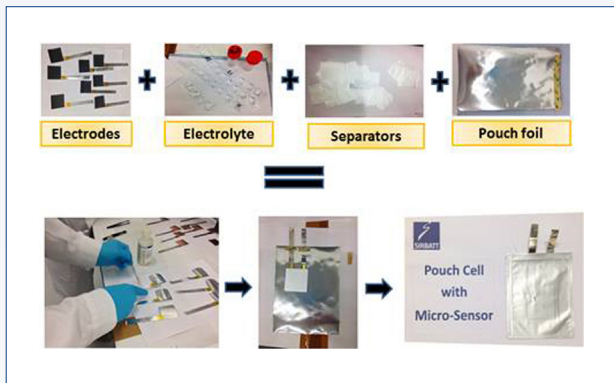 Electrodes
Electrolyte
Separators
Pouch foil
SIRBATT
Pouch Cell
with
Micro-Sensor